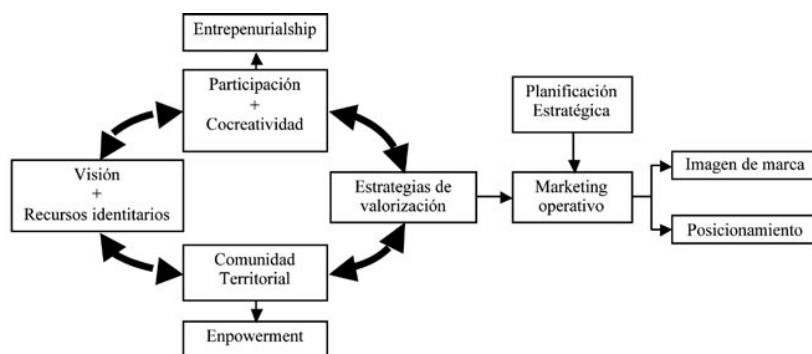 Entrepenurialship
Participación
+
Cocreatividad
Planificación
Estratégica
Visión
+
Recursos identitarios
Estrategias de
valorización
Marketing
operativo
Imagen de marca
Posicionamiento
Comunidad
Territorial
Enpowerment